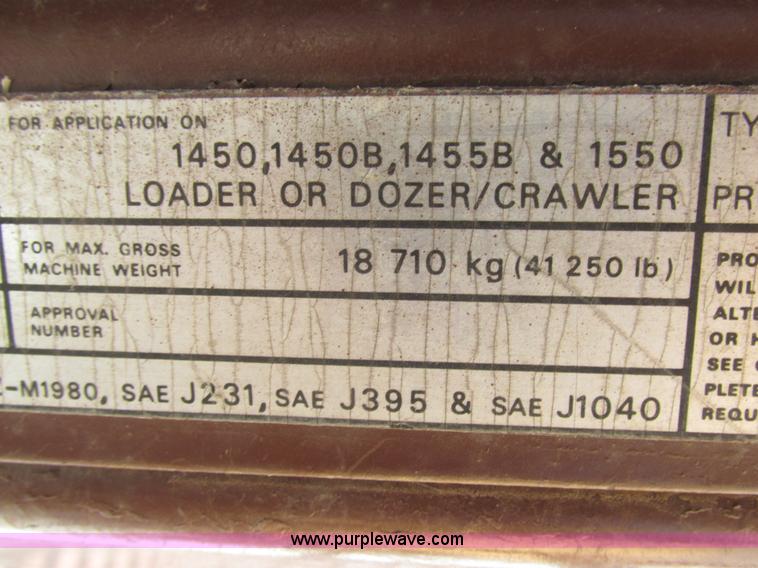 FOR APPLICATION ON
1450,1450B,1455B & 1550
LOADER OR DOZER/CRAWLER
FOR MAX. GROSS
MACHINE WEIGHT
18 710 kg (41 250 lb)
APPROVAL
NUMBER
-M1980, SAE J231, SAE J395 & SAE J1040
TY
PR
PRO
WIL
ALTE
OR H
SEE
PLETE
REQU
www.purplewave.com